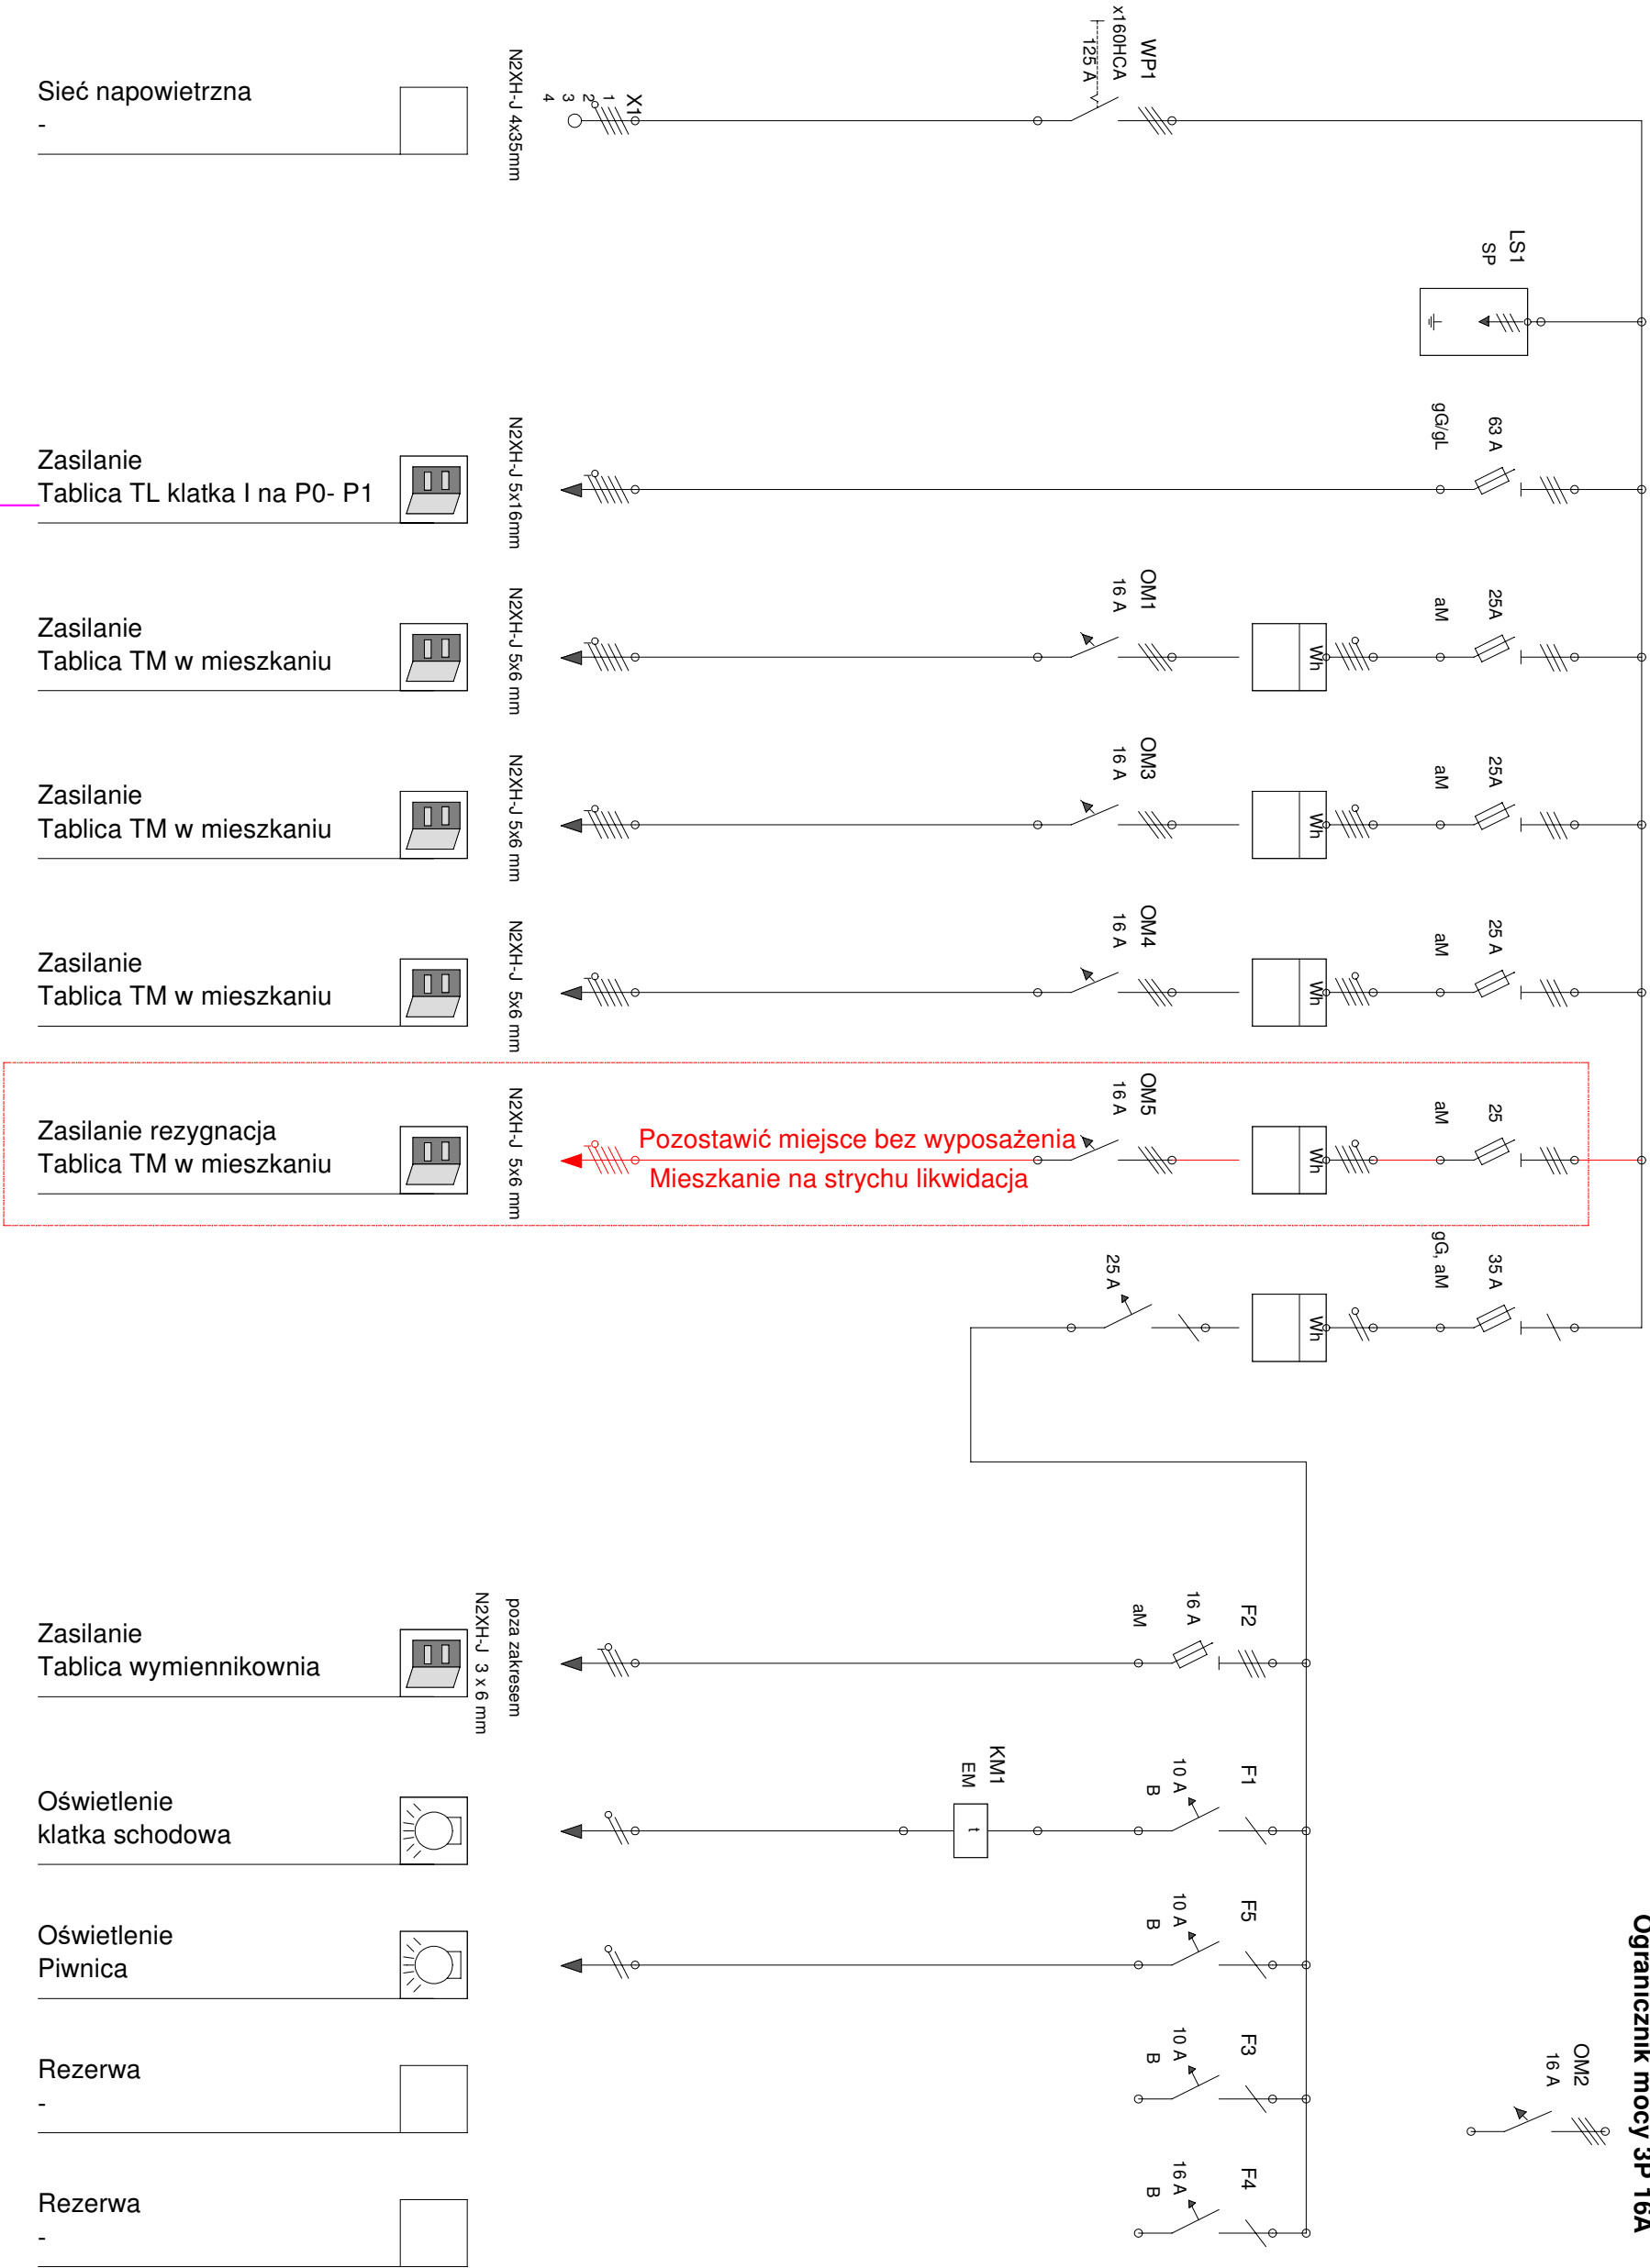 Sieć napowietrzna
-
N2XH-J 4x35mm
X1
1
2
3
4
WP1
x160HCA
125 A
LS1
SP
Zasilanie
Tablica TL klatka I na P0- P1
N2XH-J 5x16mm
63 A
gG/gL
Zasilanie
Tablica TM w mieszkaniu
N2XH-J 5x6 mm
OM1
16 A
Wh
25A
aM
Zasilanie
Tablica TM w mieszkaniu
N2XH-J 5x6 mm
OM3
16 A
Wh
25A
aM
Zasilanie
Tablica TM w mieszkaniu
N2XH-J 5x6 mm
OM4
16 A
Wh
25 A
aM
Zasilanie rezygnacja
Tablica TM w mieszkaniu
N2XH-J 5x6 mm
Pozostawić miejsce bez wyposażenia
Mieszkanie na strychu likwidacja
OM5
16 A
Wh
25
aM
25 A
Wh
35 A
gG, aM
Zasilanie
Tablica wymiennikownia
poza zakresem
N2XH-J 3 x 6 mm
F2
16 A
aM
Oświetlenie
klatka schodowa
KM1
EM
t
F1
10 A
B
Oświetlenie
Piwnica
F5
10 A
B
Rezerwa
-
F3
10 A
B
Rezerwa
-
F4
16 A
B
OM2
16 A
Ogranicznik mocy 3P 16A